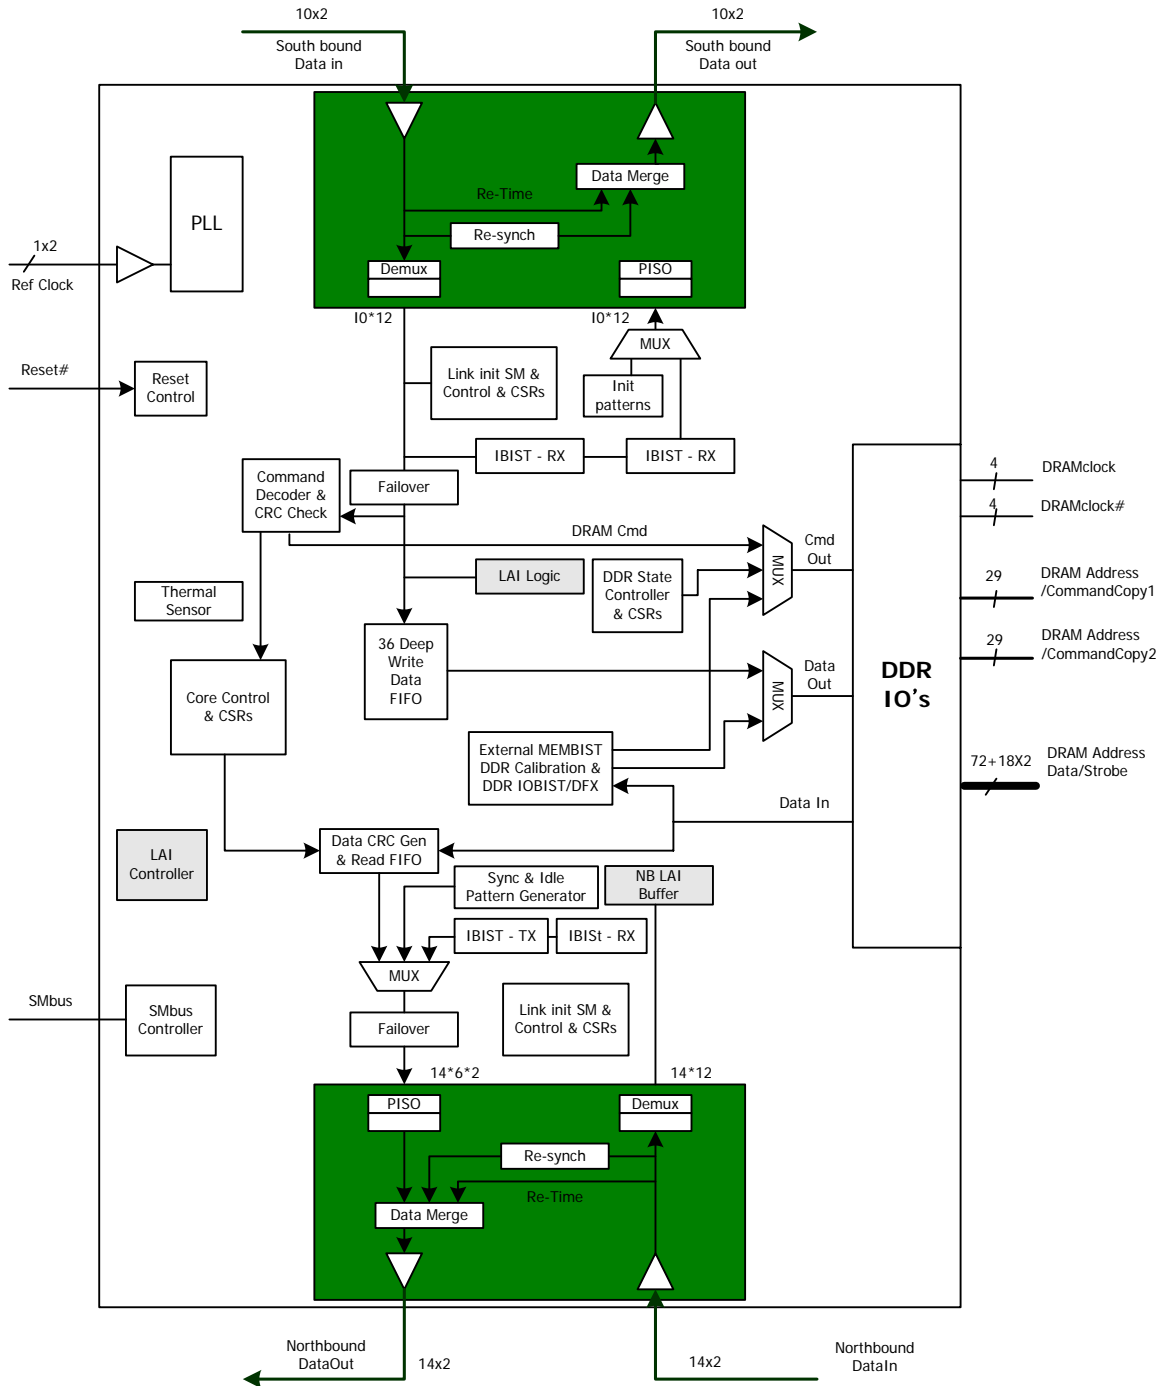 10x2
10x2
South bound
Data in
South bound
Data out
Data Merge
Re-Time
PLL
Re-synch
1x2
Ref Clock
Demux
PISO
I0*12
I0*12
MUX
Reset#
Reset
Control
Link init SM &
Control & CSRs
Init
patterns
IBIST - RX
IBIST - RX
Command
Decoder &
CRC Check
Failover
4
DRAMclock
4
DRAMclock#
DRAM Cmd
MUX
Cmd
Out
LAI Logic
DDR State
Controller
& CSRs
Thermal
Sensor
29
DRAM Address
/CommandCopy1
36 Deep
Write
Data
FIFO
29
DRAM Address
/CommandCopy2
MUX
Data
Out
DDR
IO's
Core Control
& CSRs
External MEMBIST
DDR Calibration &
DDR IOBIST/DFX
72+18X2
DRAM Address
Data/Strobe
Data In
LAI
Controller
Data CRC Gen
& Read FIFO
Sync & Idle
Pattern Generator
NB LAI
Buffer
IBIST - TX
IBISt - RX
MUX
SMbus
SMbus
Controller
Link init SM &
Control & CSRs
Failover
14*6*2
14*12
PISO
Demux
Re-synch
Re-Time
Data Merge
Northbound
DataOut
14x2
14x2
Northbound
DataIn